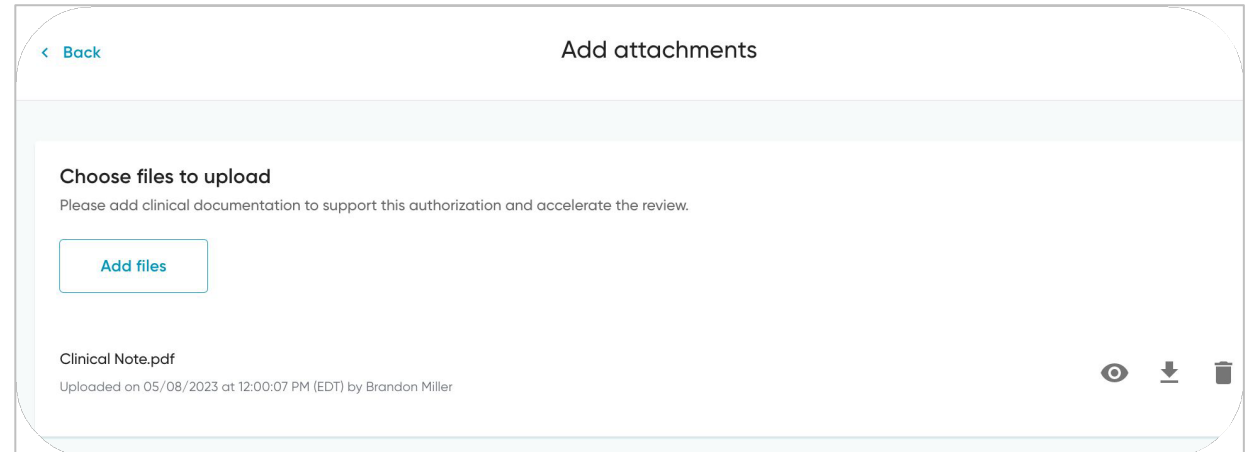 Back
Add attachments
Choose files to upload
Please add clinical documentation to support this authorization and accelerate the review.
Add files
Clinical Note.pdf
Uploaded on 05/08/2023 at 12:00:07 PM (EDT) by Brandon Miller